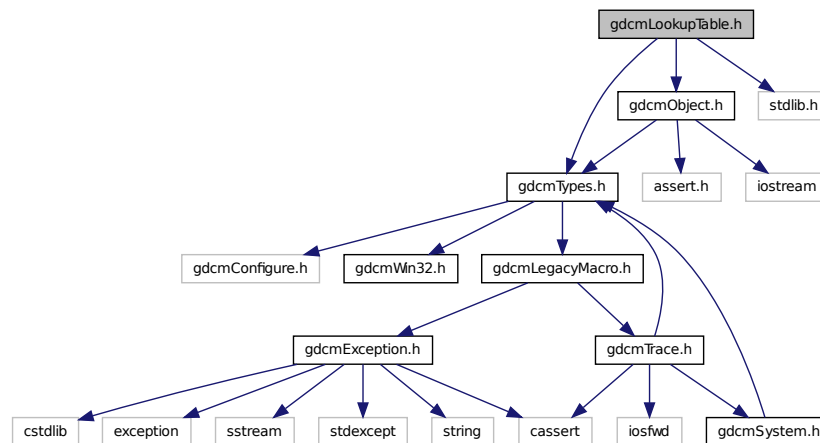 gdcmLookupTable.h
gdcmObject.h
stdlib.h
gdcmTypes.h
assert.h
iostream
gdcmConfigure.h
gdcmWin32.h
gdcmLegacyMacro.h
gdcmException.h
gdcmTrace.h
cstdlib
exception
sstream
stdexcept
string
cassert
iosfwd
gdcmSystem.h